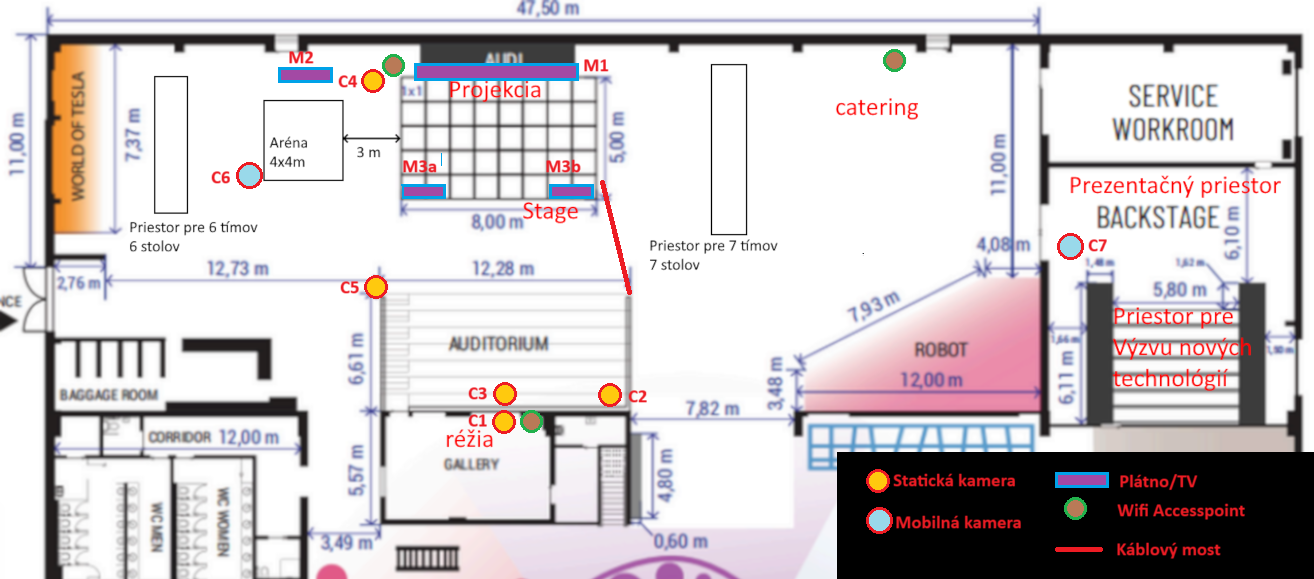 47,50 m
M2
C4
AUDI
M1
1x1
Projekcia
catering
SERVICE
WORKROOM
11,00 m
WORLD OF TESLA
7,37 m
Aréna
4x4m
3 m
5,00 m
11,00 m
C6
M3a
M3b
Stage
8,00 m
Priestor pre 6 tímov
6 stolov
Priestor pre 7 tímov
7 stolov
Prezentačný priestor
BACKSTAGE
6,10 m
C7
4,08 m
2,76 m
12,73 m
12,28 m
C5
1,48m
1,62 m
5,80 m
7,93 m
Priestor pre
Výzvu nových
technológií
1,66m
1,90 m
6,11 m
AUDITORIUM
6,61 m
ROBOT
12,00 m
3,48 m
BAGGAGE ROOM
C3
C2
C1
7,82 m
réžia
GALLERY
CORRIDOR
12,00 m
5,57 m
4,80 m
WC MEN
WC WOMEN
3,49 m
0,60 m
Statická kamera
Plátno/TV
Mobilná kamera
Wifi Accesspoint
Káblový most